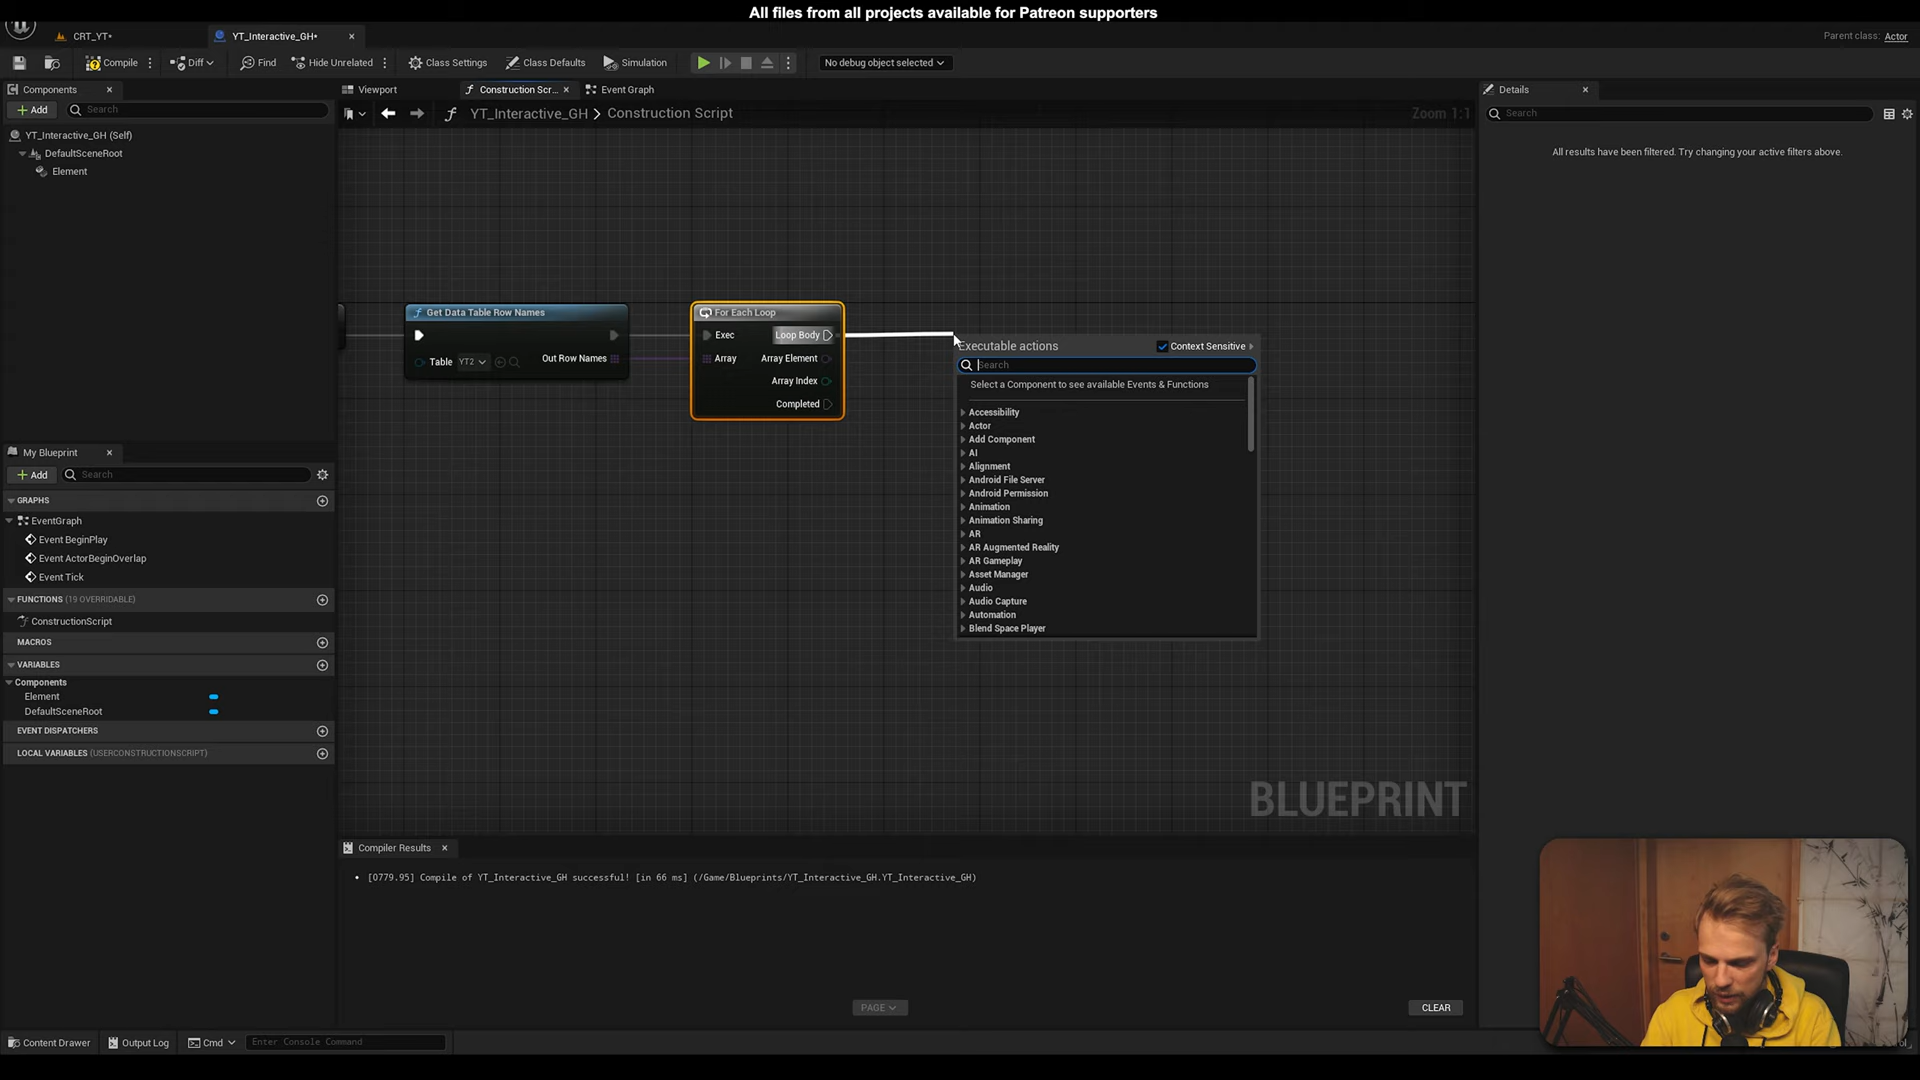 All files from all projects available for Patreon supporters
CRT_YT*
YT_Interactive_GH*
Parent class: Actor
Compile
Diff
Find
Hide Unrelated
Class Settings
Class Defaults
Simulation
No debug object selected
Components
Add
Search
YT_Interactive_GH (Self)
DefaultSceneRoot
Element
Viewport
Construction Scr...
Event Graph
YT_Interactive_GH > Construction Script
Zoom 1:1
Get Data Table Row Names
Table YT2
Out Row Names
For Each Loop
Exec
Loop Body
Array
Array Element
Array Index
Completed
Executable actions
Context Sensitive
Search
Select a Component to see available Events & Functions
Accessibility
Actor
Add Component
AI
Alignment
Android File Server
Android Permission
Animation
Animation Sharing
AR
AR Augmented Reality
AR Gameplay
Asset Manager
Audio
Audio Capture
Automation
Blend Space Player
Details
Search
All results have been filtered. Try changing your active filters above.
My Blueprint
Add
Search
GRAPHS
EventGraph
Event BeginPlay
Event ActorBeginOverlap
Event Tick
FUNCTIONS (19 OVERRIDABLE)
ConstructionScript
MACROS
VARIABLES
Components
Element
DefaultSceneRoot
EVENT DISPATCHERS
LOCAL VARIABLES (USERCONSTRUCTIONSCRIPT)
BLUEPRINT
Compiler Results
[0779.95] Compile of YT_Interactive_GH successful! [in 66 ms] (/Game/Blueprints/YT_Interactive_GH.YT_Interactive_GH)
PAGE
CLEAR
Content Drawer
Output Log
Cmd
Enter Console Command